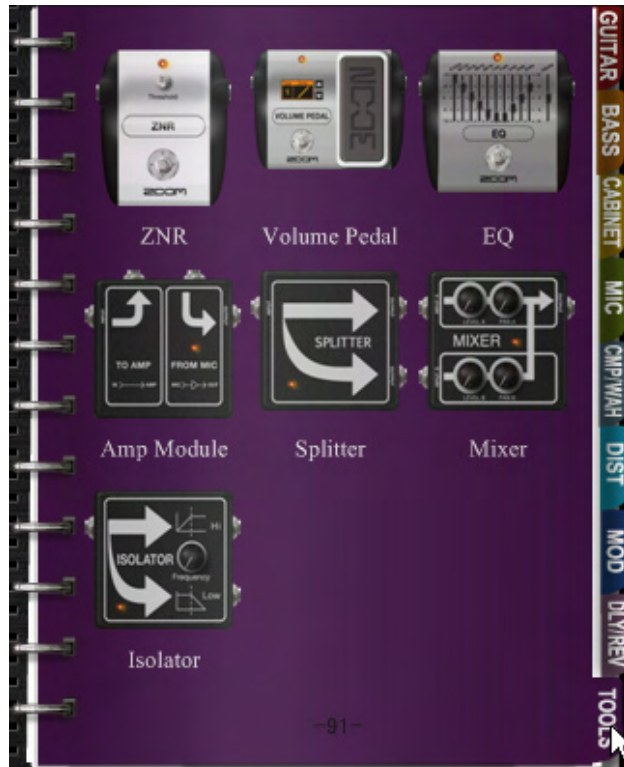 Threshold
ZNR
ZOOM
VOLUME PEDAL
ZOOM
EQ
ZOOM
ZNR
Volume Pedal
EQ
TO AMP
FROM MIC
SPLITTER
MIXER
Amp Module
Splitter
Mixer
ISOLATOR
Hi
Frequency
Low
Isolator
-91-
GUITAR
BASS
CABINET
MIC
CMP/WAH
DIST
MOD
DLY/REV
TOOLS